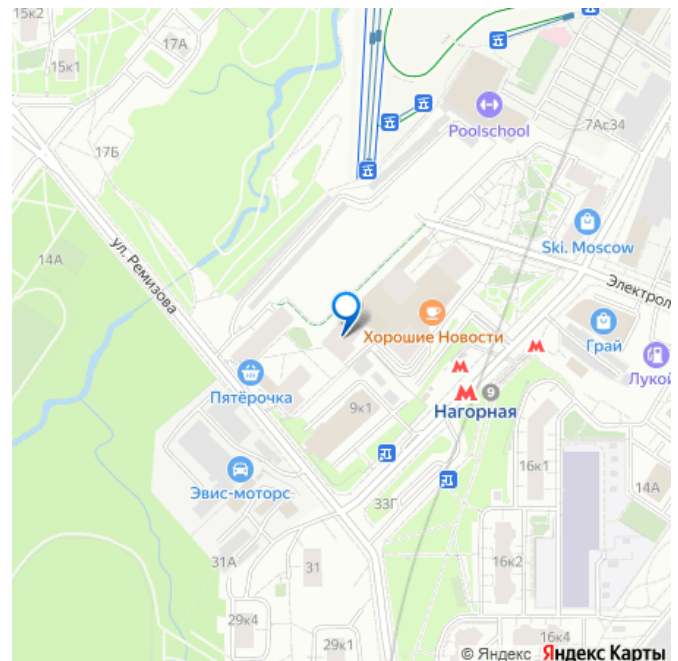 15к2
17А
15к1
Poolschool
7Ас34
17Б
Ski. Moscow
ул. Ремизова
14А
Электрол
Хорошие Новости
Грай
Лукой
Пятёрочка
9
Нагорная
9к1
16к1
14А
Эвис-моторс
33Г
31А
31
16к2
29к4
29к1
16к4
© Яндекс Яндекс Карты